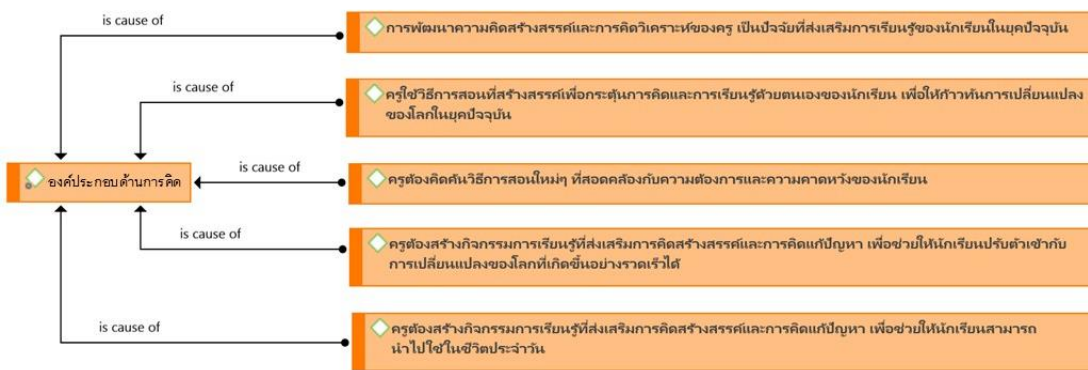 is cause of
การพัฒนาความคิดสร้างสรรค์และการคิดวิเคราะห์ของครู เป็นปัจจัยที่ส่งเสริมการเรียนรู้ของนักเรียนในยุคปัจจุบัน
is cause of
ครูใช้วิธีการสอนที่สร้างสรรค์เพื่อกระตุ้นการคิดและการเรียนรู้ด้วยตนเองของนักเรียน เพื่อให้ก้าวทันการเปลี่ยนแปลง
ของโลกในยุคปัจจุบัน
is cause of
องค์ประกอบด้านการคิด
ครูต้องคิดค้นวิธีการสอนใหม่ๆ ที่สอดคล้องกับความต้องการและความคาดหวังของนักเรียน
is cause of
ครูต้องสร้างกิจกรรมการเรียนรู้ที่ส่งเสริมการคิดสร้างสรรค์และการคิดแก้ปัญหา เพื่อช่วยให้นักเรียนปรับตัวเข้ากับ
การเปลี่ยนแปลงของโลกที่เกิดขึ้นอย่างรวดเร็วได้
is cause of
ครูต้องสร้างกิจกรรมการเรียนรู้ที่ส่งเสริมการคิดสร้างสรรค์และการคิดแก้ปัญหา เพื่อช่วยให้นักเรียนสามารถ
นำไปใช้ในชีวิตประจำวัน